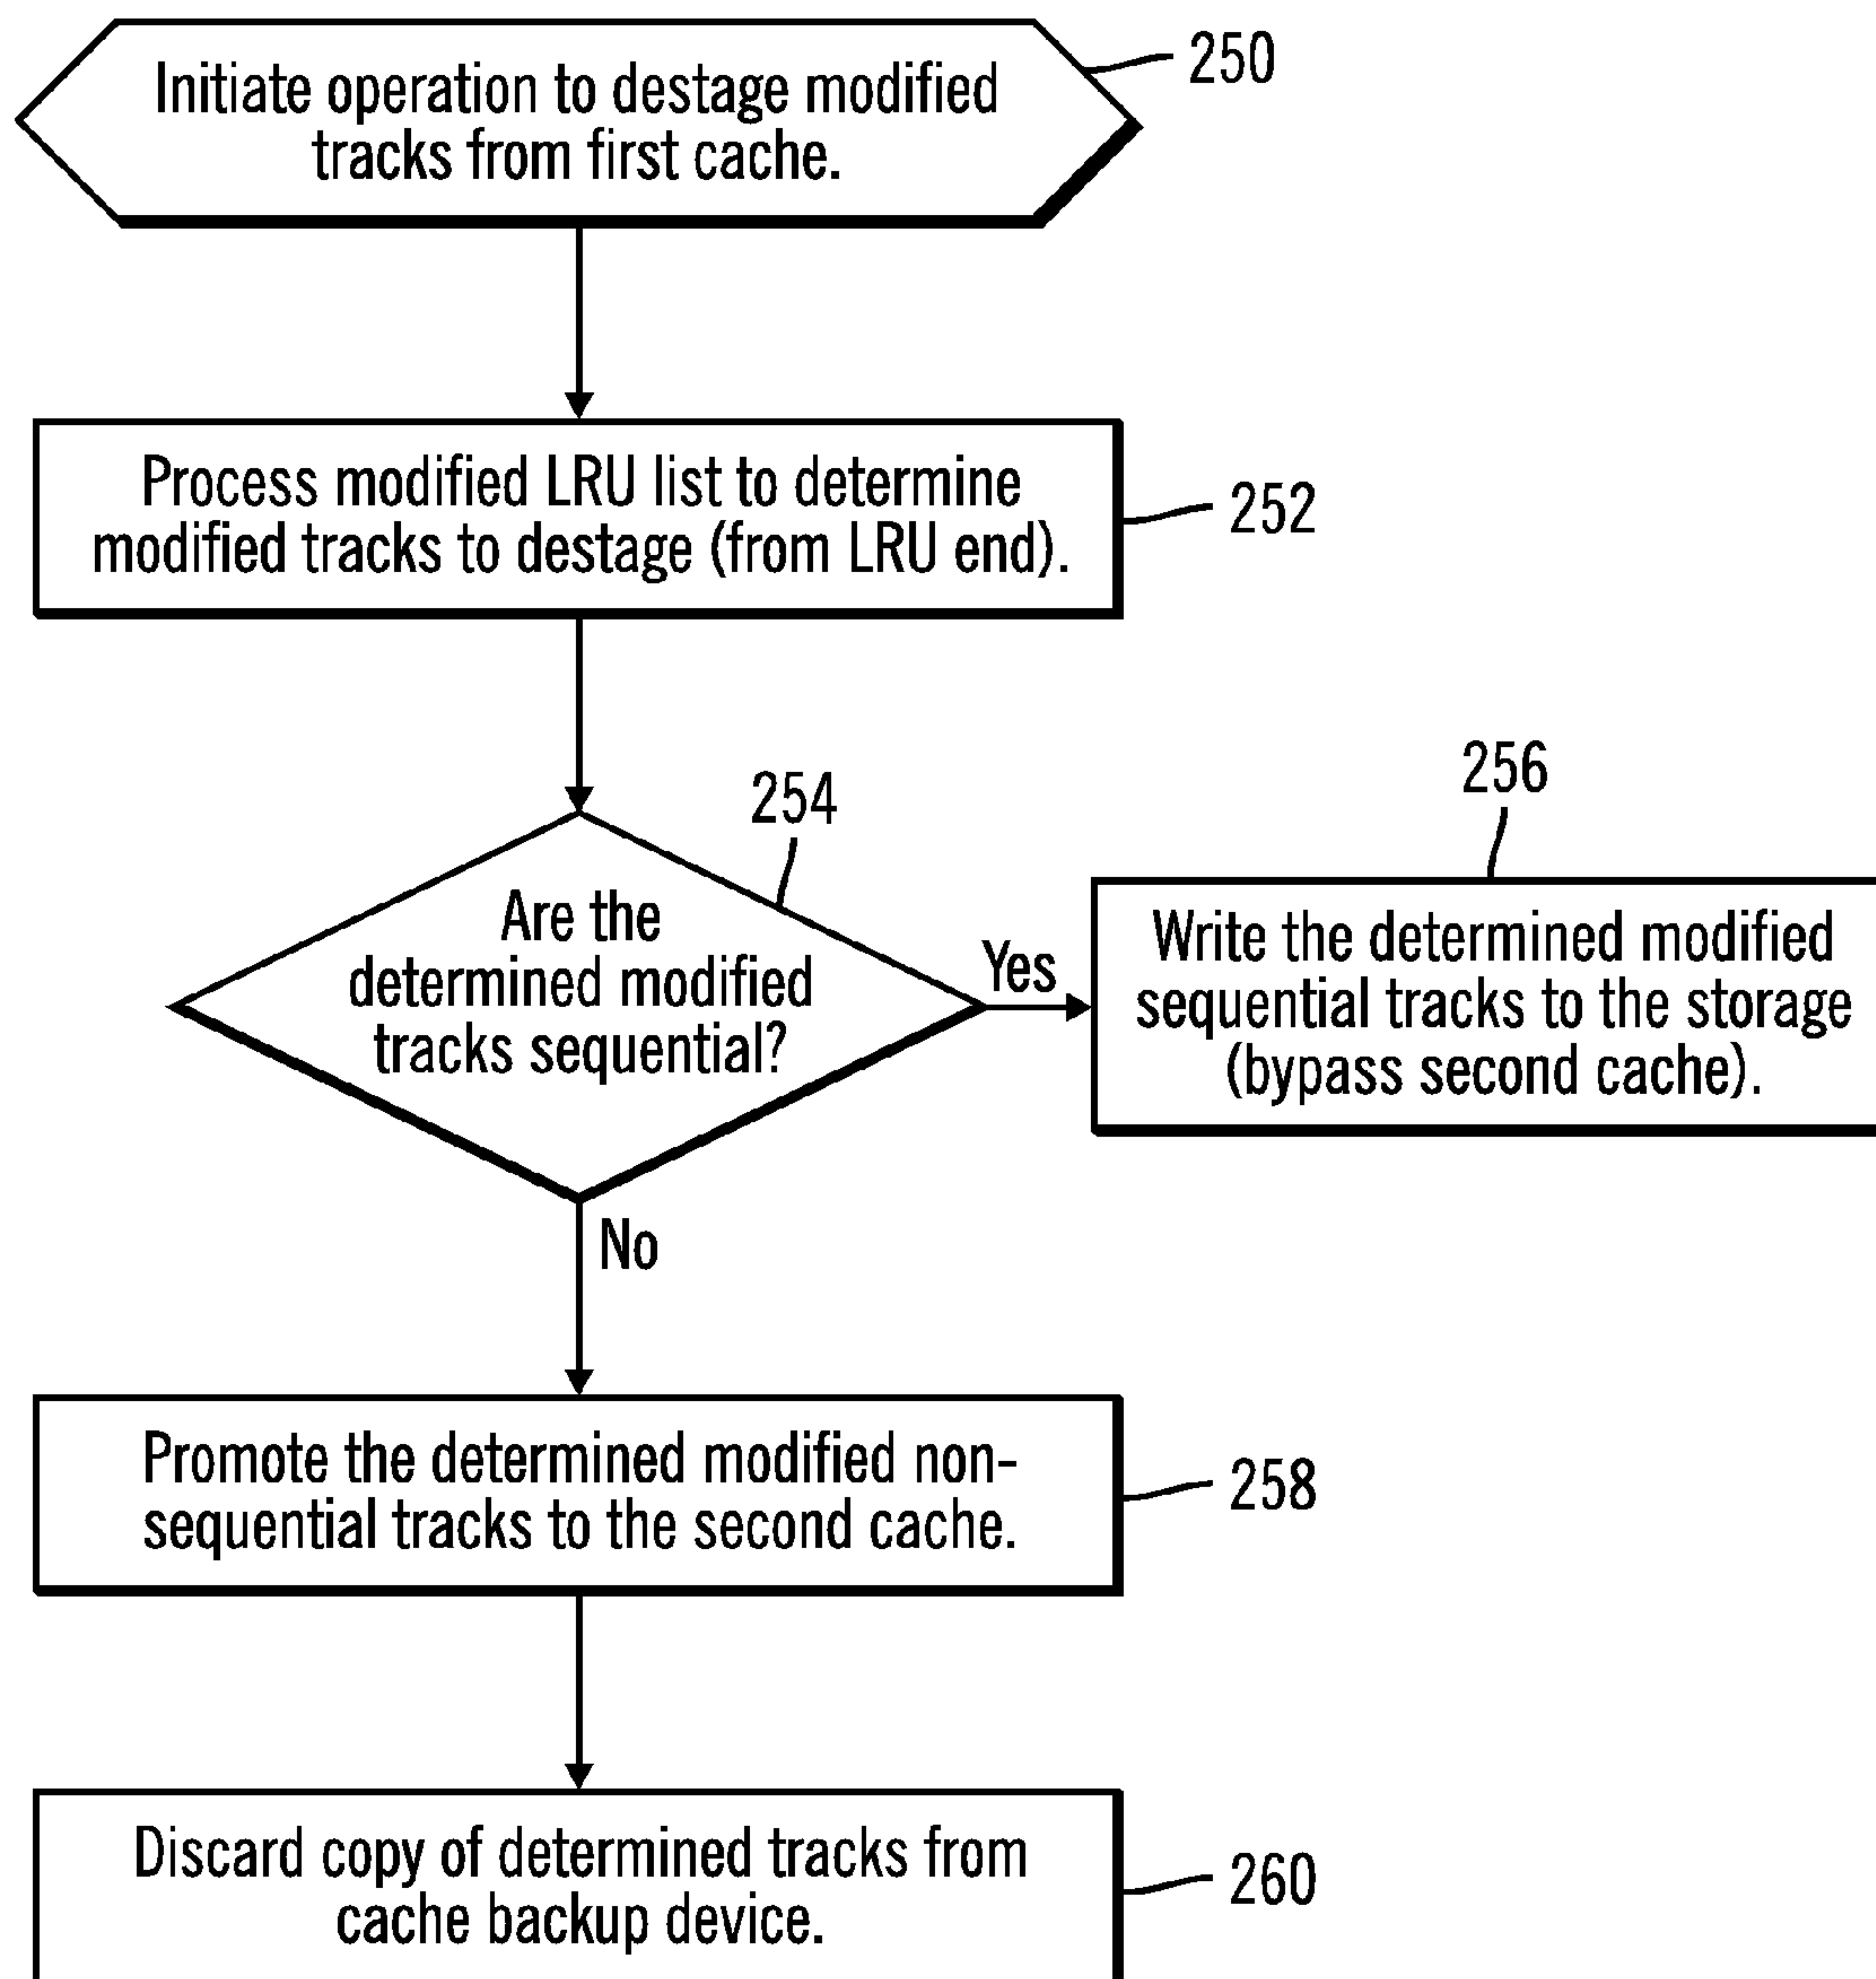 Initiate operation to destage modified
tracks from first cache.
250
Process modified LRU list to determine
modified tracks to destage (from LRU end).
252
254
Are the
determined modified
tracks sequential?
Yes
256
Write the determined modified
sequential tracks to the storage
(bypass second cache).
No
Promote the determined modified non-
sequential tracks to the second cache.
258
Discard copy of determined tracks from
cache backup device.
260